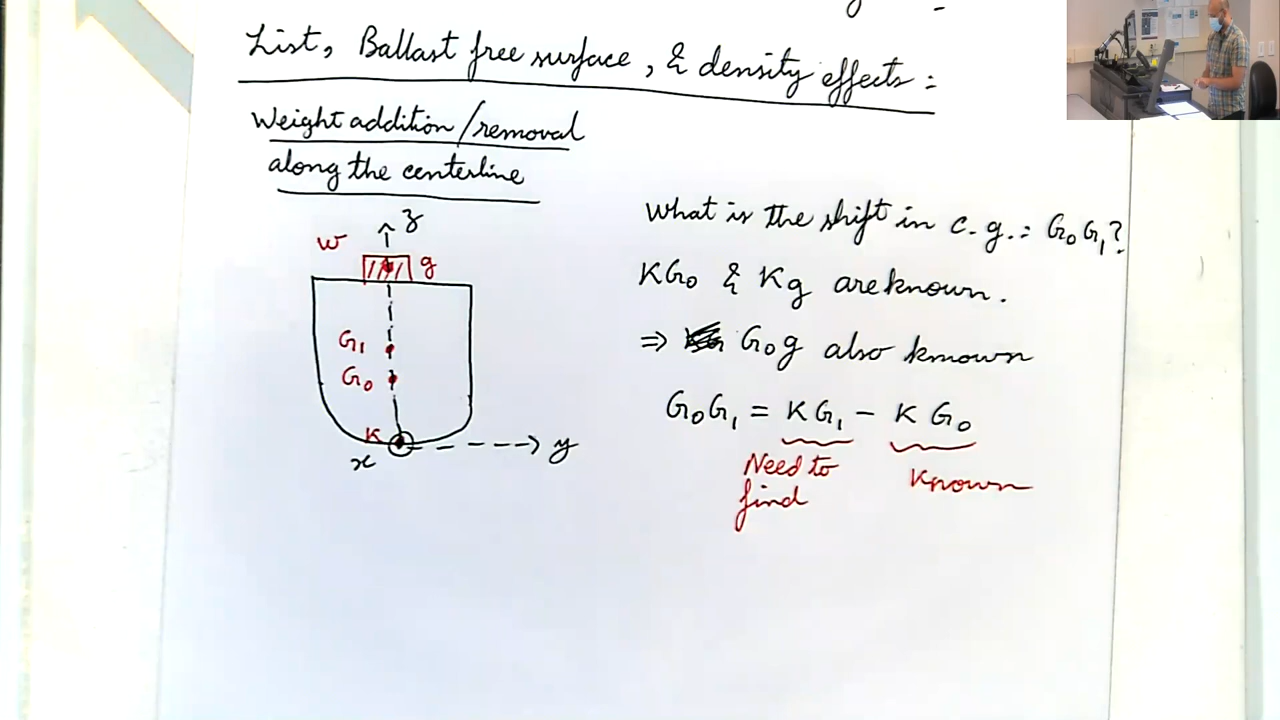 List, Ballast free surface, & density effects:
Weight addition/removal
along the centerline
z
w
g
G₁
G₀
K
x
y
What is the shift in c.g.: G₀G₁?
KG₀ & Kg are known.
⇒ G₀g also known
G₀G₁ = KG₁ - KG₀
Need to
find
Known